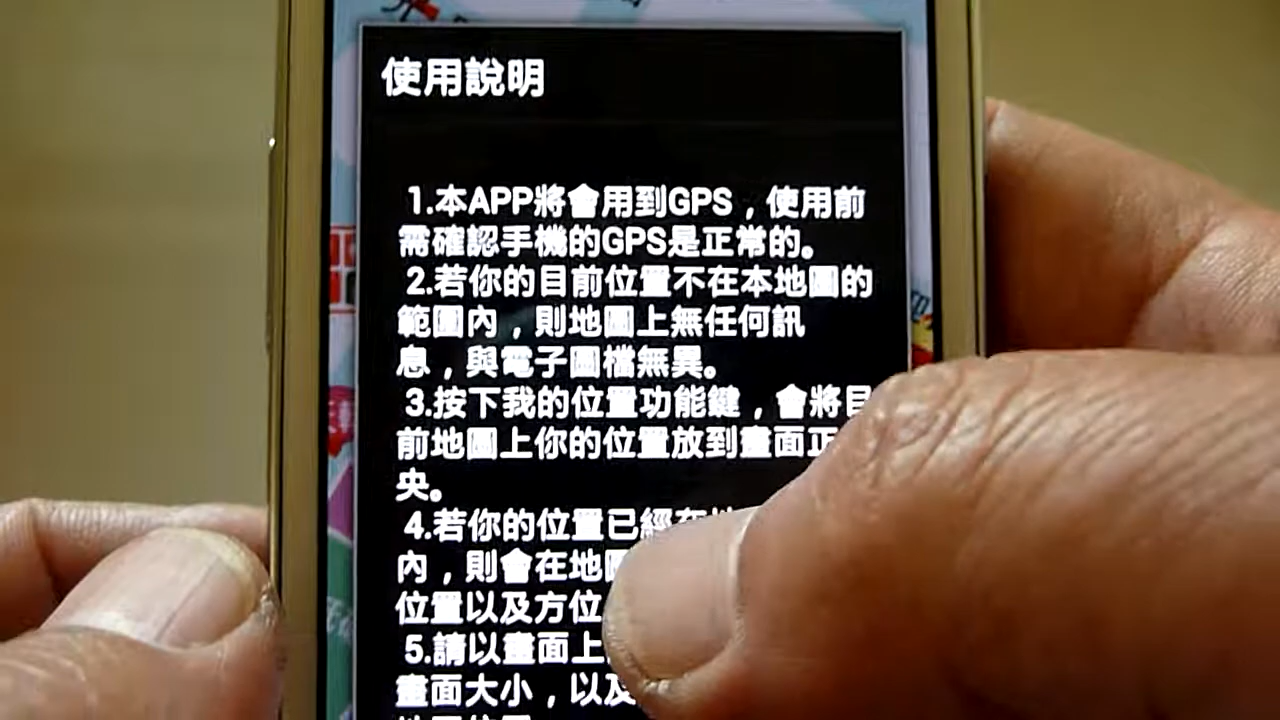 使用說明
1.本APP將會用到GPS，使用前
需確認手機的GPS是正常的。
2.若你的目前位置不在本地圖的
範圍內，則地圖上無任何訊
息，與電子圖檔無異。
3.按下我的位置功能鍵，會將目
前地圖上你的位置放到畫面正
央。
4.若你的位置已經在地
內，則會在地圖
位置以及方位
5.請以畫面上
畫面大小，以及